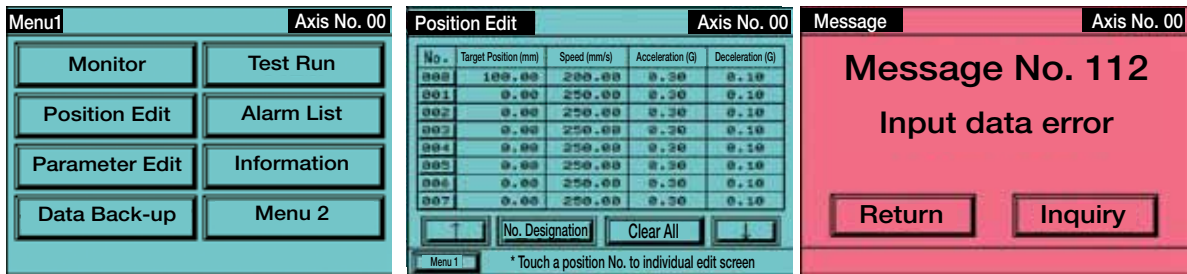 Menu1 Axis No. 00
Monitor Test Run
Position Edit Alarm List
Parameter Edit Information
Data Back-up Menu 2
Position Edit Axis No. 00
No. Target Position (mm) Speed (mm/s) Acceleration (G) Deceleration (G)
000 100.00 200.00 0.30 0.10
001 0.00 250.00 0.30 0.10
002 0.00 250.00 0.30 0.10
003 0.00 250.00 0.30 0.10
004 0.00 250.00 0.30 0.10
005 0.00 250.00 0.30 0.10
006 0.00 250.00 0.30 0.10
007 0.00 250.00 0.30 0.10
↑ No. Designation Clear All ↓
Menu 1 * Touch a position No. to individual edit screen
Message Axis No. 00
Message No. 112
Input data error
Return Inquiry